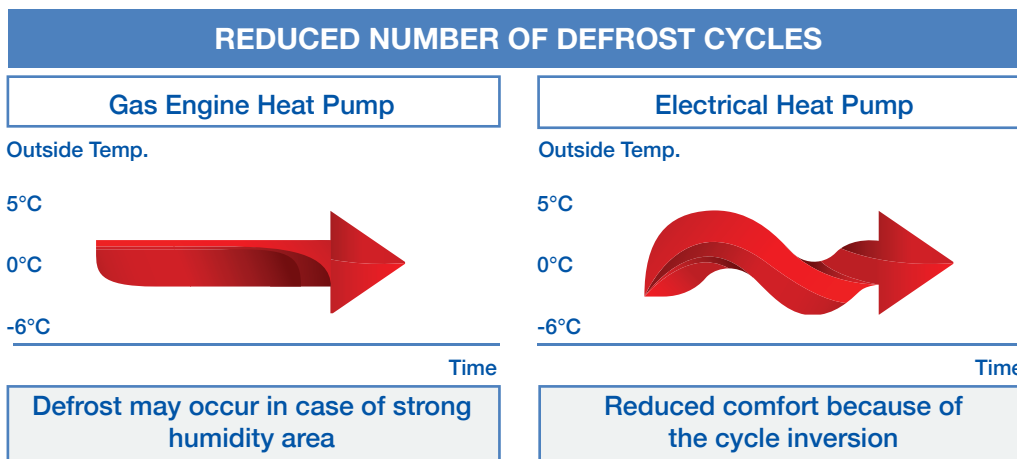 REDUCED NUMBER OF DEFROST CYCLES
Gas Engine Heat Pump
Outside Temp.
5°C
0°C
-6°C
Time
Defrost may occur in case of strong
humidity area
Electrical Heat Pump
Outside Temp.
5°C
0°C
-6°C
Time
Reduced comfort because of
the cycle inversion